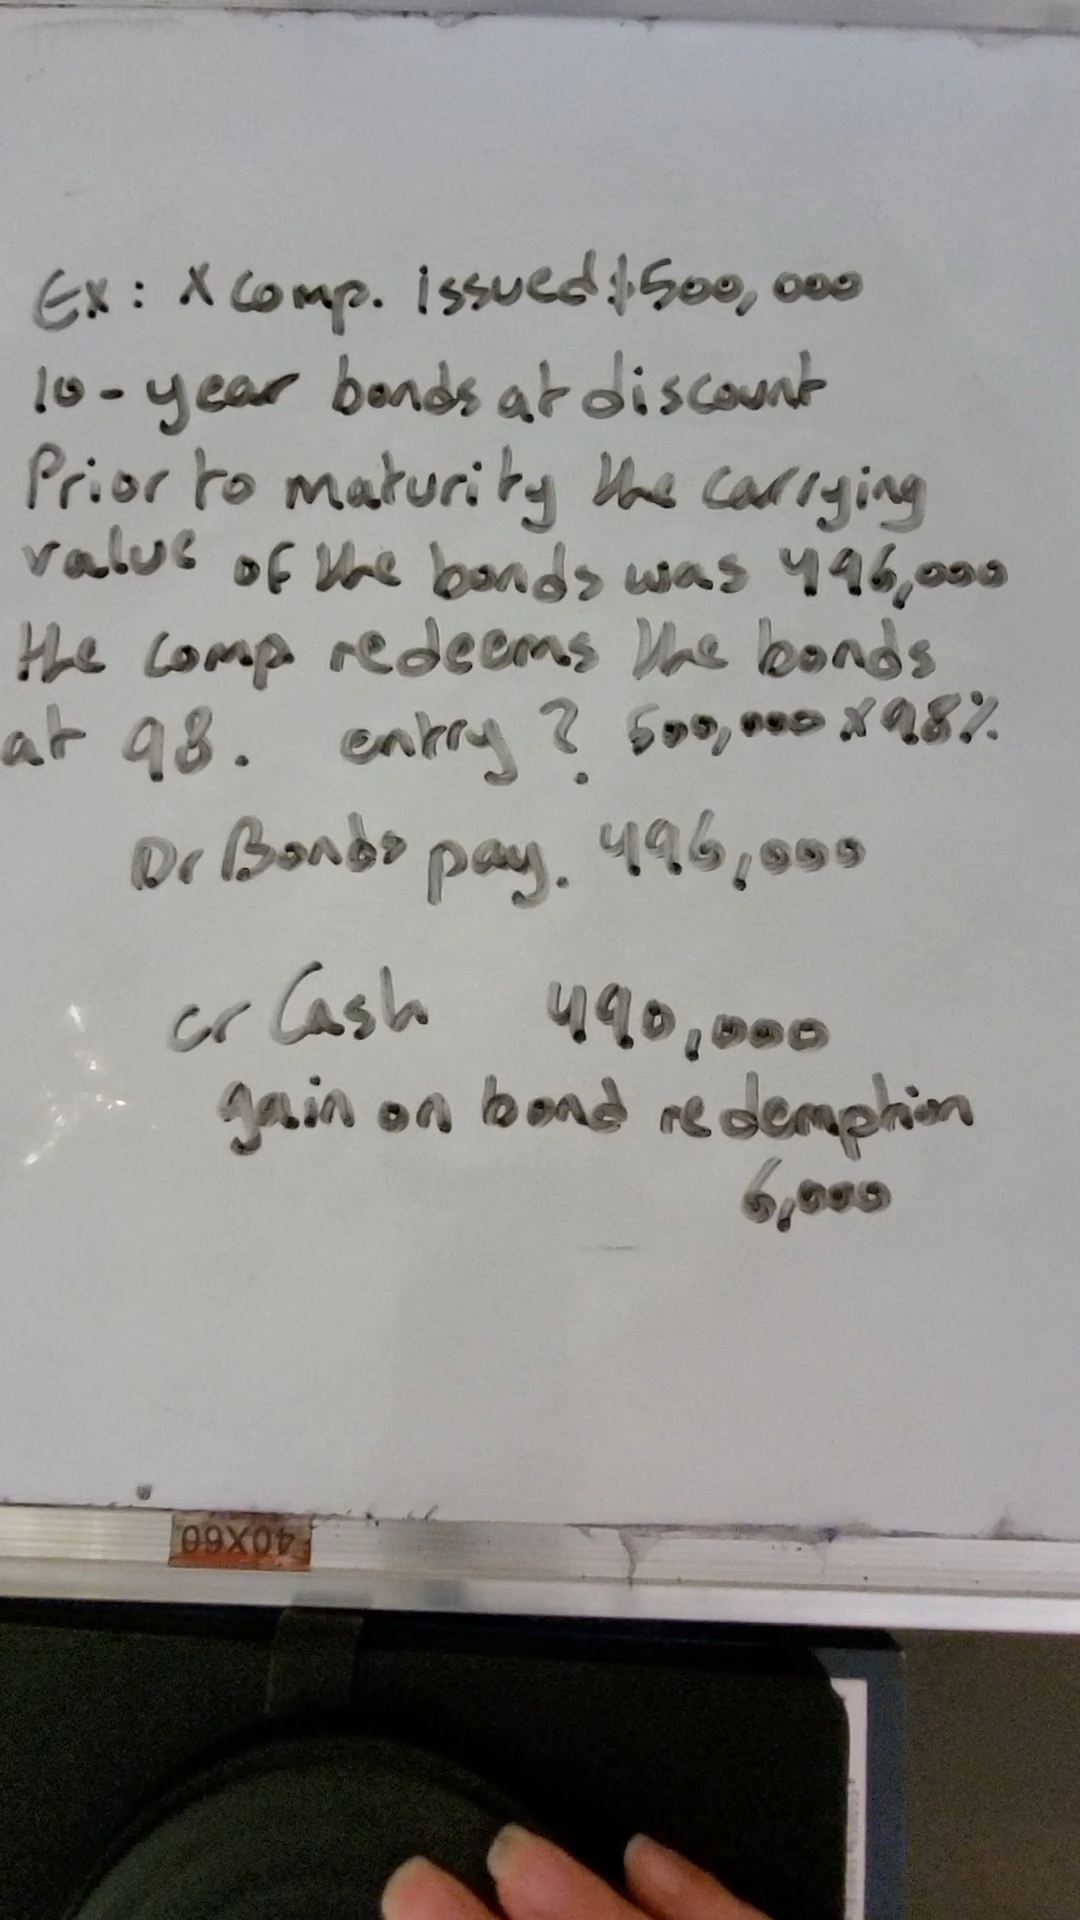 Ex: X comp. issued $500,000
10-year bonds at discount
Prior to maturity the carrying
value of the bonds was 496,000
the comp redeems the bonds
at 98. entry? 500,000 x 98%
Dr Bonds pay. 496,000
cr Cash 490,000
gain on bond redemption
6,000
40X60